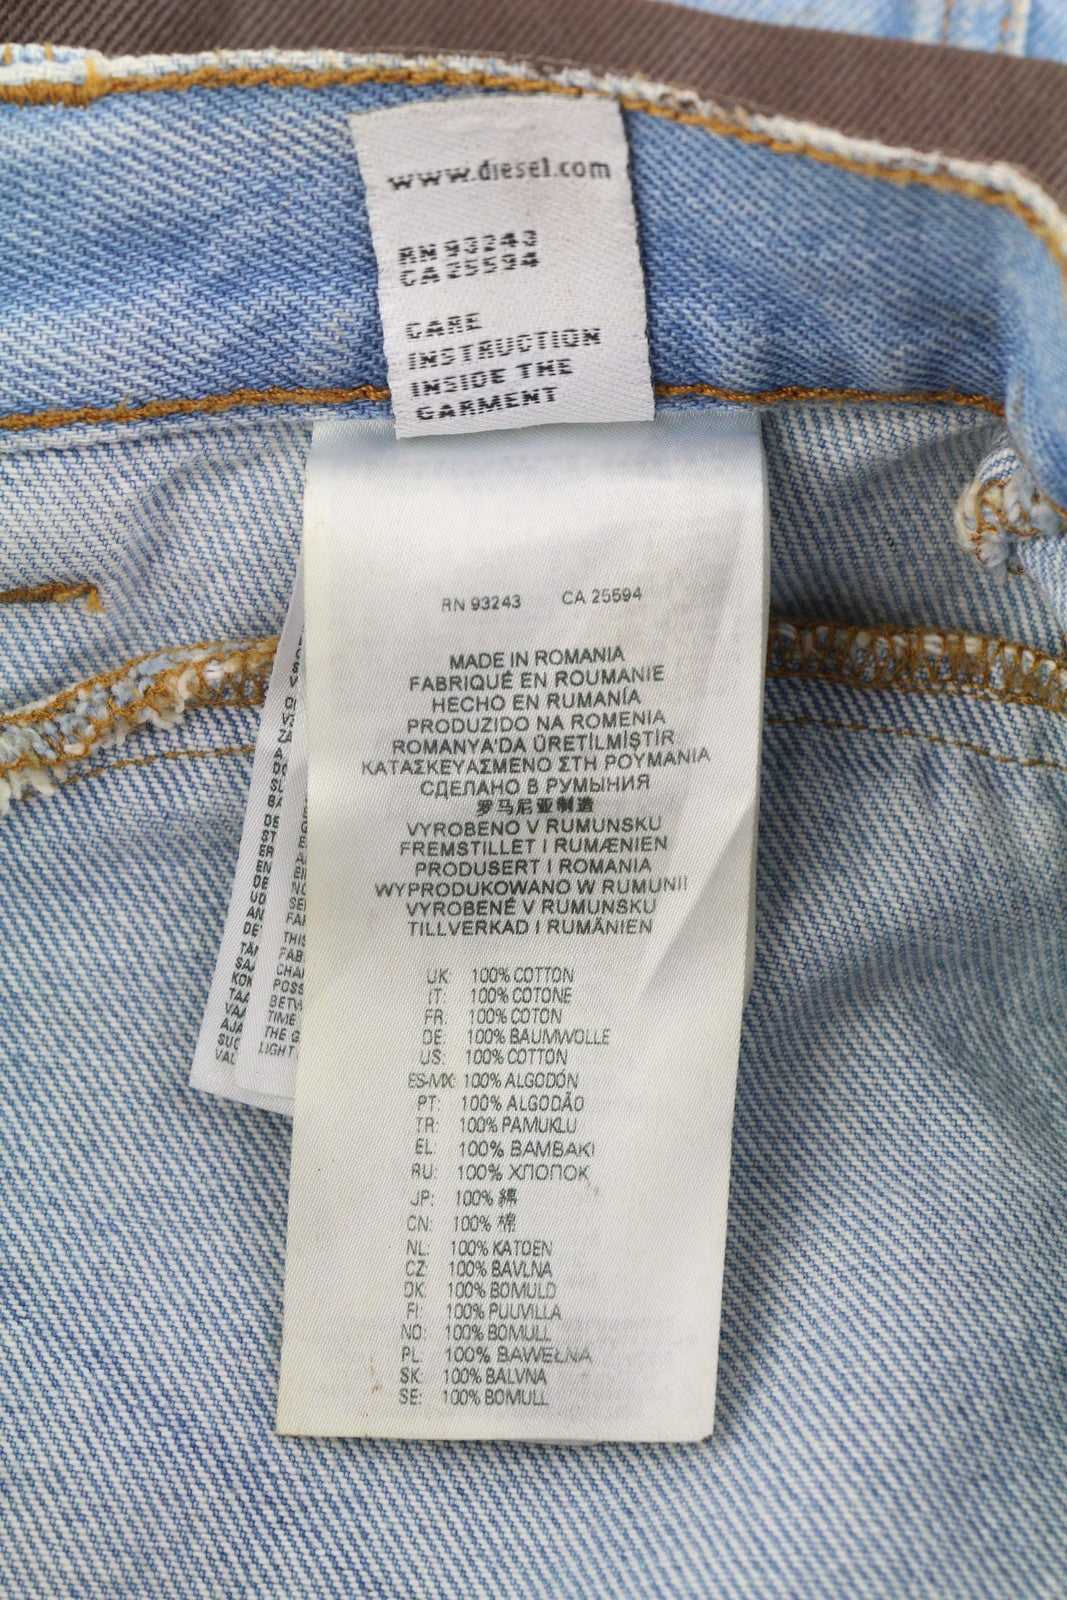 www.diesel.com
RN 93243
CA 25594
CARE
INSTRUCTION
INSIDE THE
GARMENT
RN 93243 CA 25594
MADE IN ROMANIA
FABRIQUÉ EN ROUMANIE
HECHO EN RUMANÍA
PRODUZIDO NA ROMENIA
ROMANYA'DA ÜRETİLMİŞTİR
ΚΑΤΑΣΚΕΥΑΣΜΕΝΟ ΣΤΗ ΡΟΥΜΑΝΙΑ
СДЕЛАНО В РУМЫНИЯ
罗马尼亚制造
VYROBENO V RUMUNSKU
FREMSTILLET I RUMÆNIEN
PRODUSERT I ROMANIA
WYPRODUKOWANO W RUMUNII
VYROBENÉ V RUMUNSKU
TILLVERKAD I RUMÄNIEN
UK: 100% COTTON
IT: 100% COTONE
FR: 100% COTON
DE: 100% BAUMWOLLE
US: 100% COTTON
ES-MX: 100% ALGODÓN
PT: 100% ALGODÃO
TR: 100% PAMUKLU
EL: 100% ΒΑΜΒΑΚΙ
RU: 100% ХЛОПОК
JP: 100% 綿
CN: 100% 棉
NL: 100% KATOEN
CZ: 100% BAVLNA
DK: 100% BOMULD
FI: 100% PUUVILLA
NO: 100% BOMULL
PL: 100% BAWEŁNA
SK: 100% BALVNA
SE: 100% BOMULL